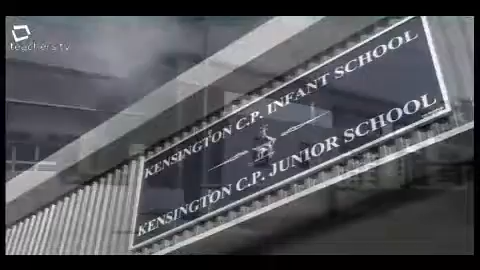 teachers.tv
KENSINGTON C.P. INFANT SCHOOL
KENSINGTON C.P. JUNIOR SCHOOL